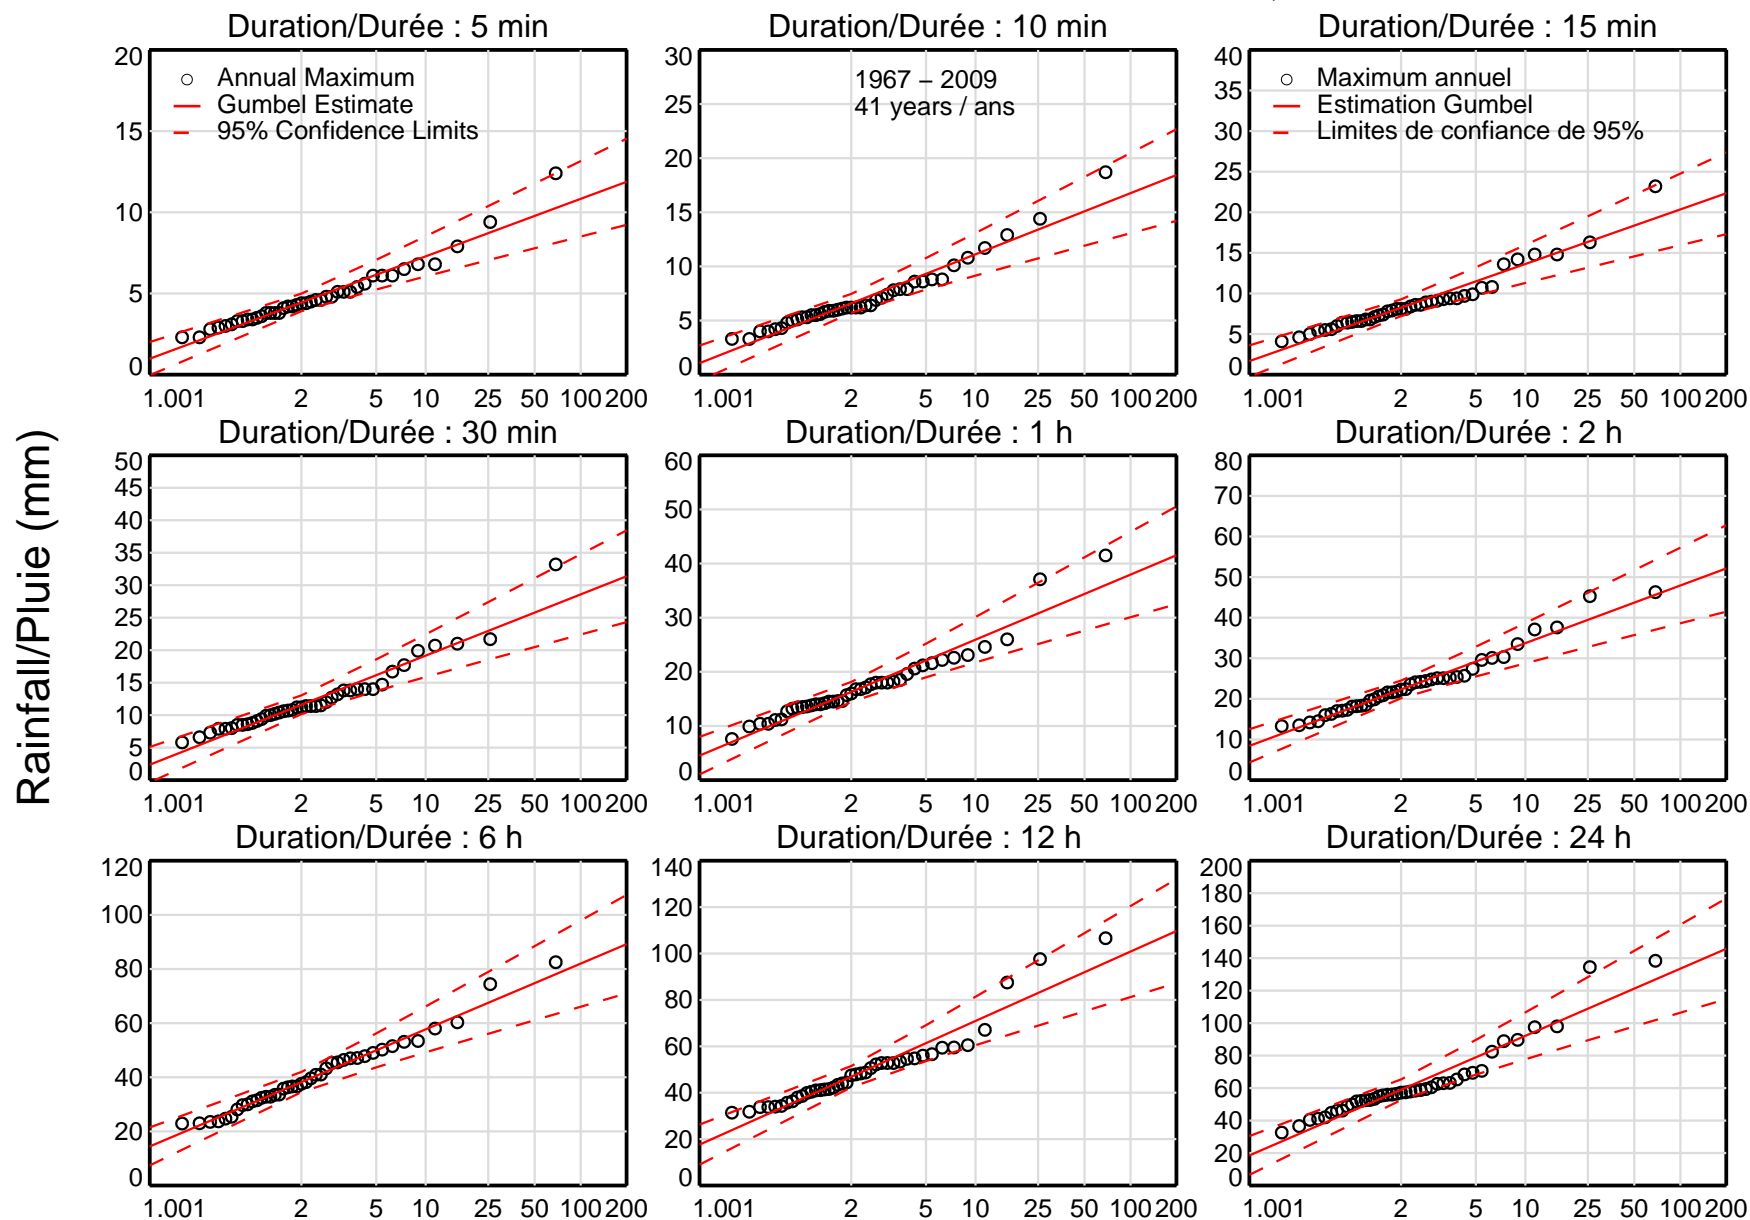 Duration/Durée : 5 min
20
15
10
5
0
Annual Maximum
Gumbel Estimate
95% Confidence Limits
1.001 2 5 10 25 50 100 200
Duration/Durée : 10 min
30
25
20
15
10
5
0
1967 – 2009
41 years / ans
1.001 2 5 10 25 50 100 200
Duration/Durée : 15 min
40
35
30
25
20
15
10
5
0
Maximum annuel
Estimation Gumbel
Limites de confiance de 95%
1.001 2 5 10 25 50 100 200
Rainfall/Pluie (mm)
Duration/Durée : 30 min
50
45
40
35
30
25
20
15
10
5
0
1.001 2 5 10 25 50 100 200
Duration/Durée : 1 h
60
50
40
30
20
10
0
1.001 2 5 10 25 50 100 200
Duration/Durée : 2 h
80
70
60
50
40
30
20
10
0
1.001 2 5 10 25 50 100 200
Duration/Durée : 6 h
120
100
80
60
40
20
0
1.001 2 5 10 25 50 100 200
Duration/Durée : 12 h
140
120
100
80
60
40
20
0
1.001 2 5 10 25 50 100 200
Duration/Durée : 24 h
200
180
160
140
120
100
80
60
40
20
0
1.001 2 5 10 25 50 100 200